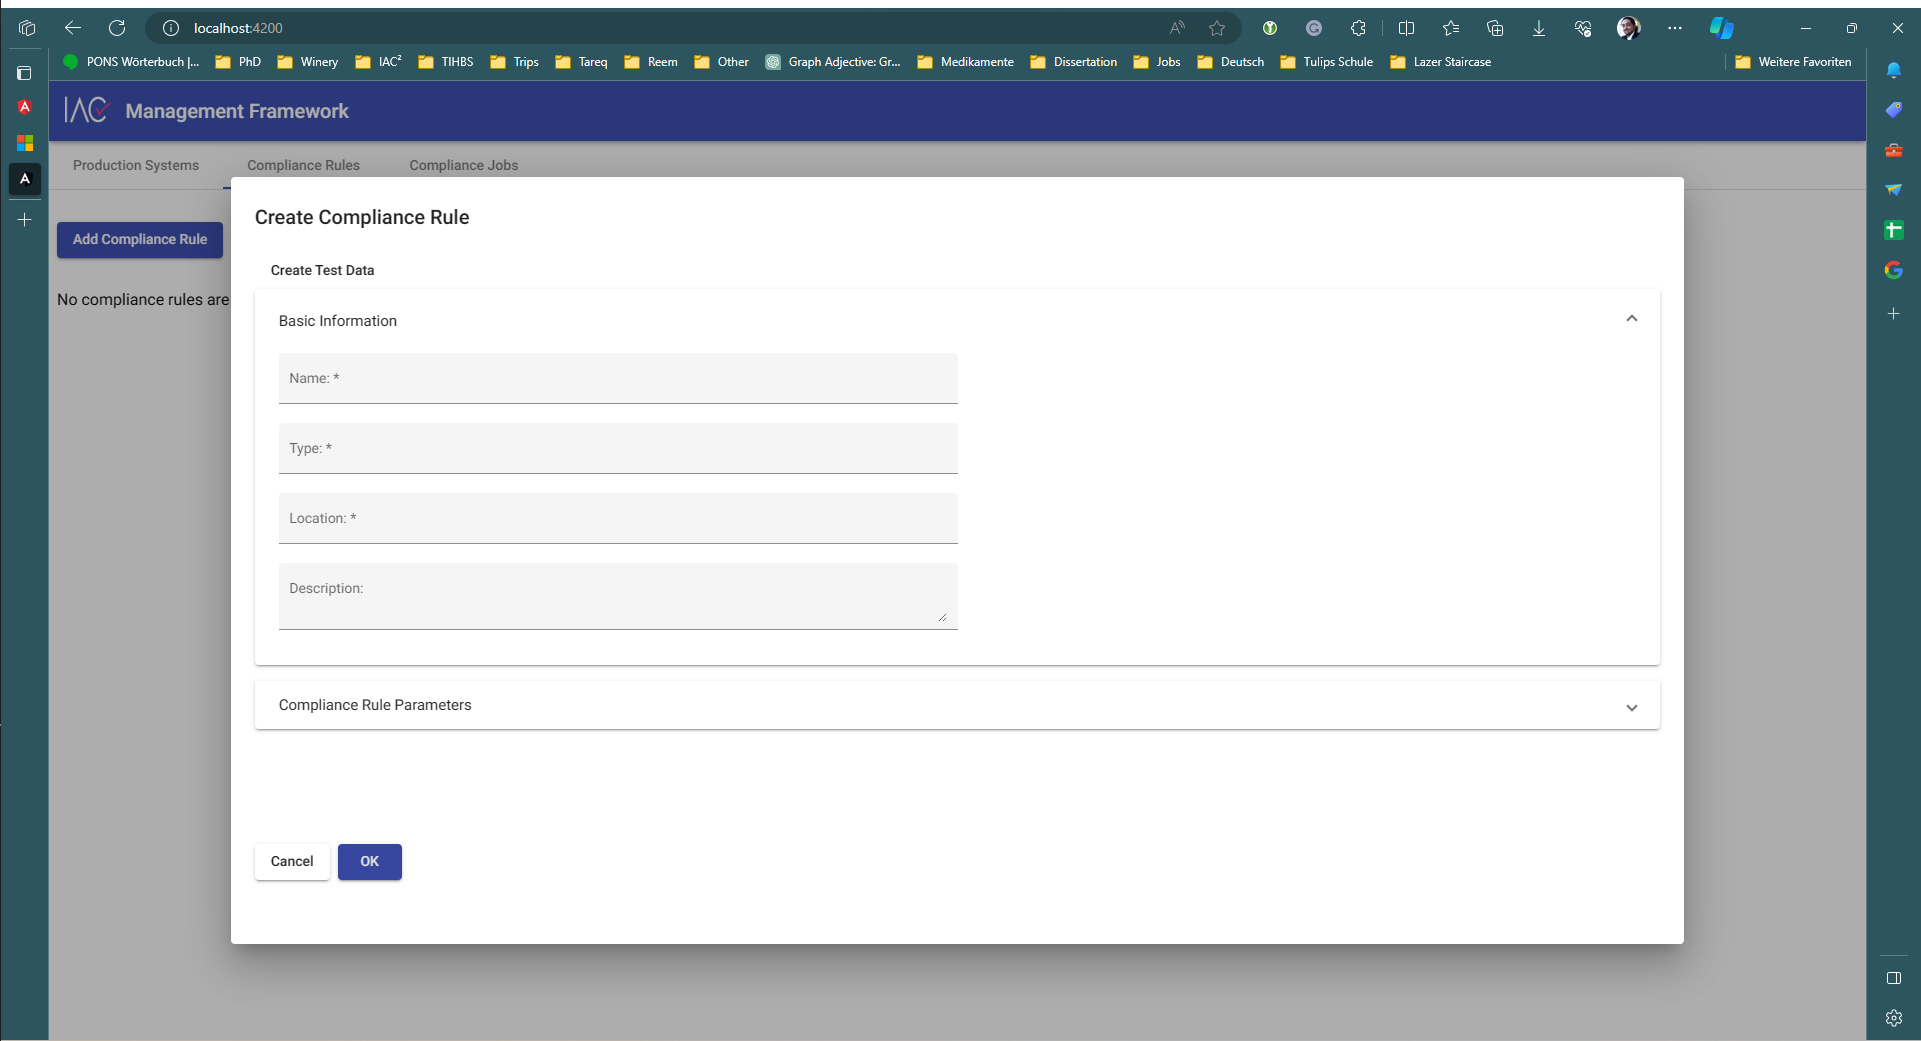 localhost:4200
PONS Wörterbuch |... PhD Winery IAC² TIHBS Trips Tareq Reem Other Graph Adjective: Gr... Medikamente Dissertation Jobs Deutsch Tulips Schule Lazer Staircase Weitere Favoriten
IAC Management Framework
Production Systems Compliance Rules Compliance Jobs
Create Compliance Rule
Add Compliance Rule
Create Test Data
No compliance rules are
Basic Information
Name: *
Type: *
Location: *
Description:
Compliance Rule Parameters
Cancel OK